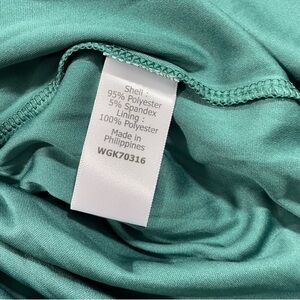 Shell :
95% Polyester
5% Spandex
Lining :
100% Polyester
Made in
Philippines
WGK70316